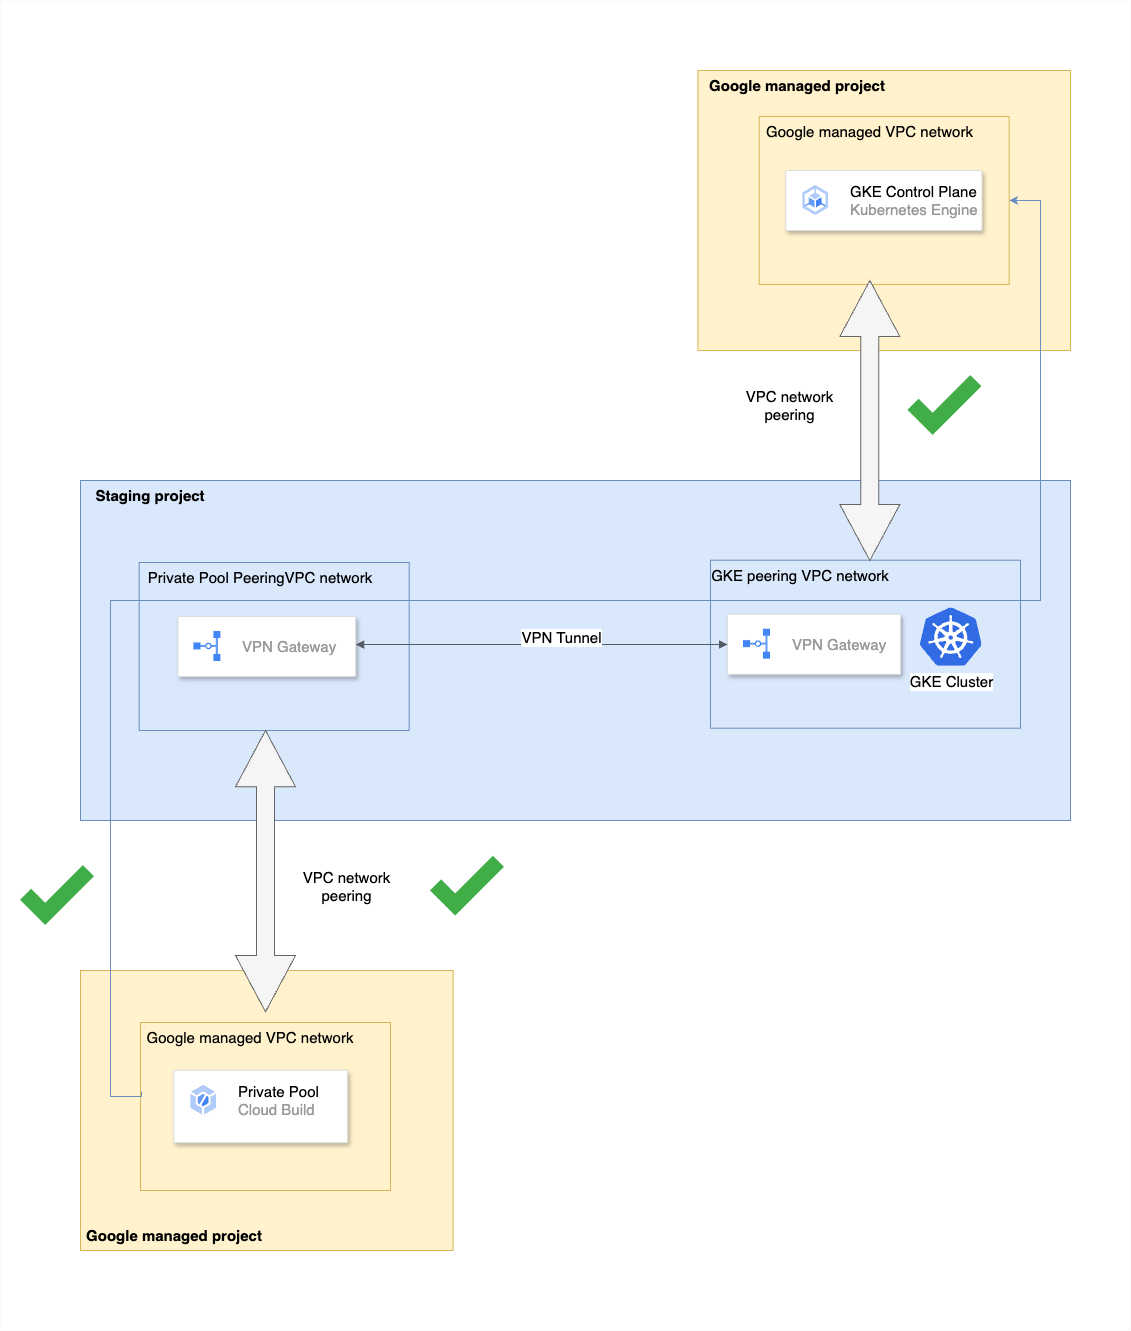 Google managed project
Google managed VPC network
GKE Control Plane
Kubernetes Engine
VPC network
peering
Staging project
Private Pool PeeringVPC network
GKE peering VPC network
VPN Gateway
VPN Tunnel
VPN Gateway
GKE Cluster
VPC network
peering
Google managed VPC network
Private Pool
Cloud Build
Google managed project